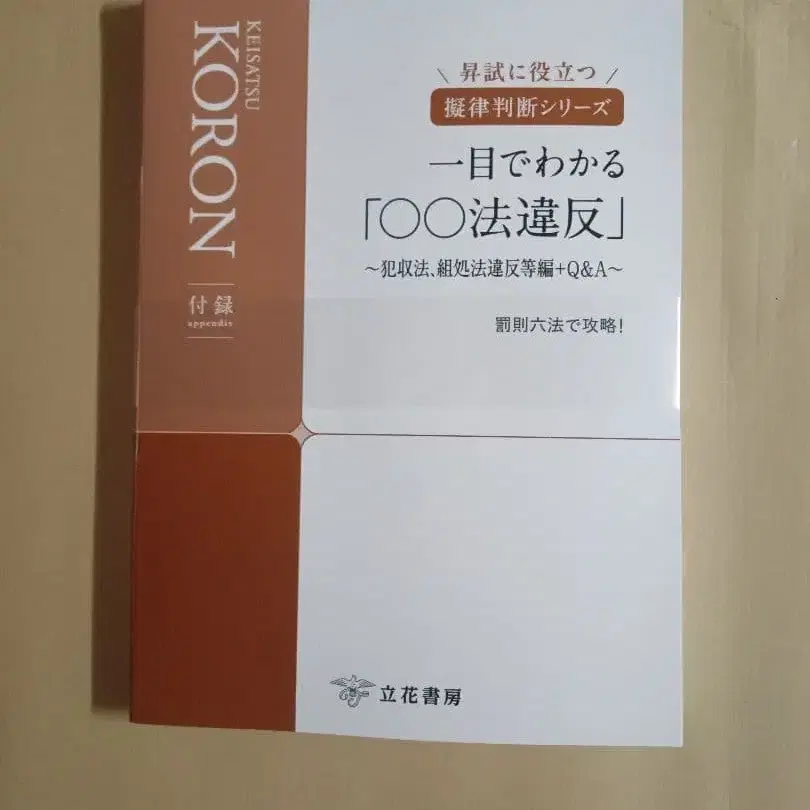 KEISATSU
KORON
付録
appendix
\ 昇試に役立つ /
擬律判断シリーズ
一目でわかる
「〇〇法違反」
～犯収法、組処法違反等編+Q&A～
罰則六法で攻略!
立花書房